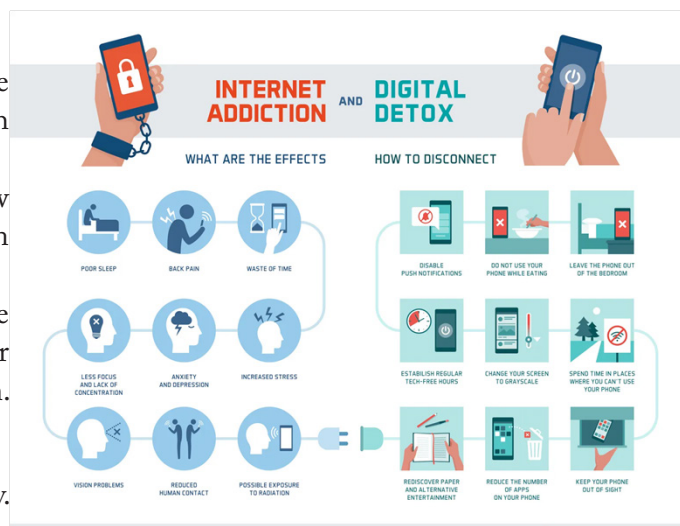 INTERNET
ADDICTION
AND
DIGITAL
DETOX
WHAT ARE THE EFFECTS
POOR SLEEP
BACK PAIN
WASTE OF TIME
LESS FOCUS
AND LACK OF
CONCENTRATION
ANXIETY
AND DEPRESSION
INCREASED STRESS
VISION PROBLEMS
REDUCED
HUMAN CONTACT
POSSIBLE EXPOSURE
TO RADIATION
HOW TO DISCONNECT
DISABLE
PUSH NOTIFICATIONS
DO NOT USE YOUR
PHONE WHILE EATING
LEAVE THE PHONE OUT
OF THE BEDROOM
ESTABILISH REGULAR
TECH-FREE HOURS
CHANGE YOUR SCREEN
TO GRAYSCALE
SPEND TIME IN PLACES
WHERE YOU CAN'T USE
YOUR PHONE
REDISCOVER PAPER
AND ALTERNATIVE
ENTERTAINMENT
REDUCE THE NUMBER
OF APPS
ON YOUR PHONE
KEEP YOUR PHONE
OUT OF SIGHT